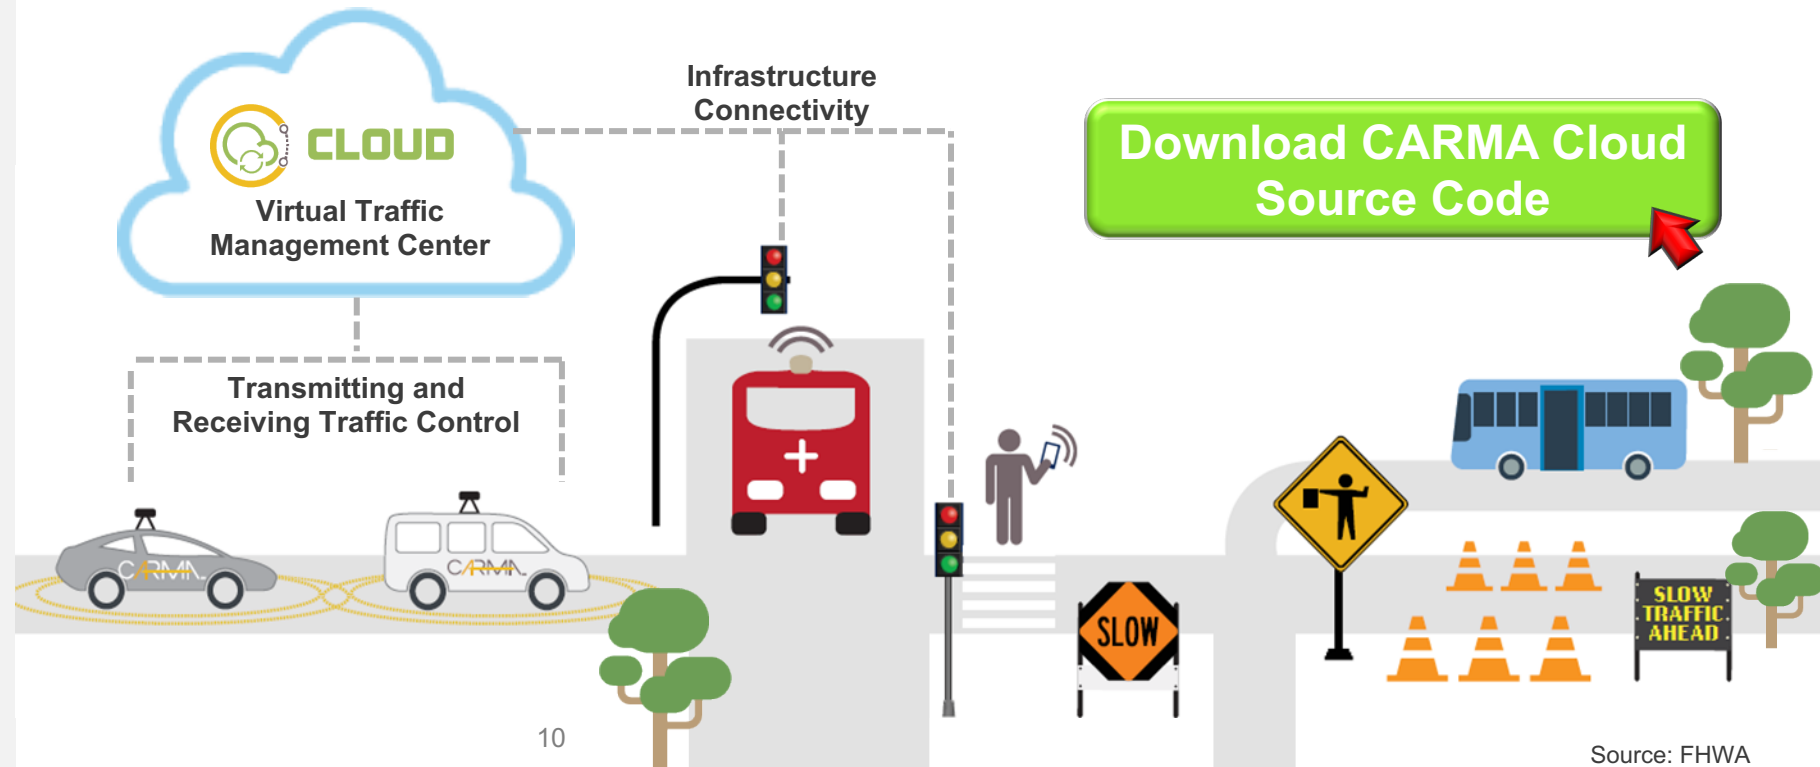 CLOUD
Virtual Traffic
Management Center
Infrastructure
Connectivity
Download CARMA Cloud
Source Code
Transmitting and
Receiving Traffic Control
CARMA
CARMA
SLOW
SLOW
TRAFFIC
AHEAD
10
Source: FHWA